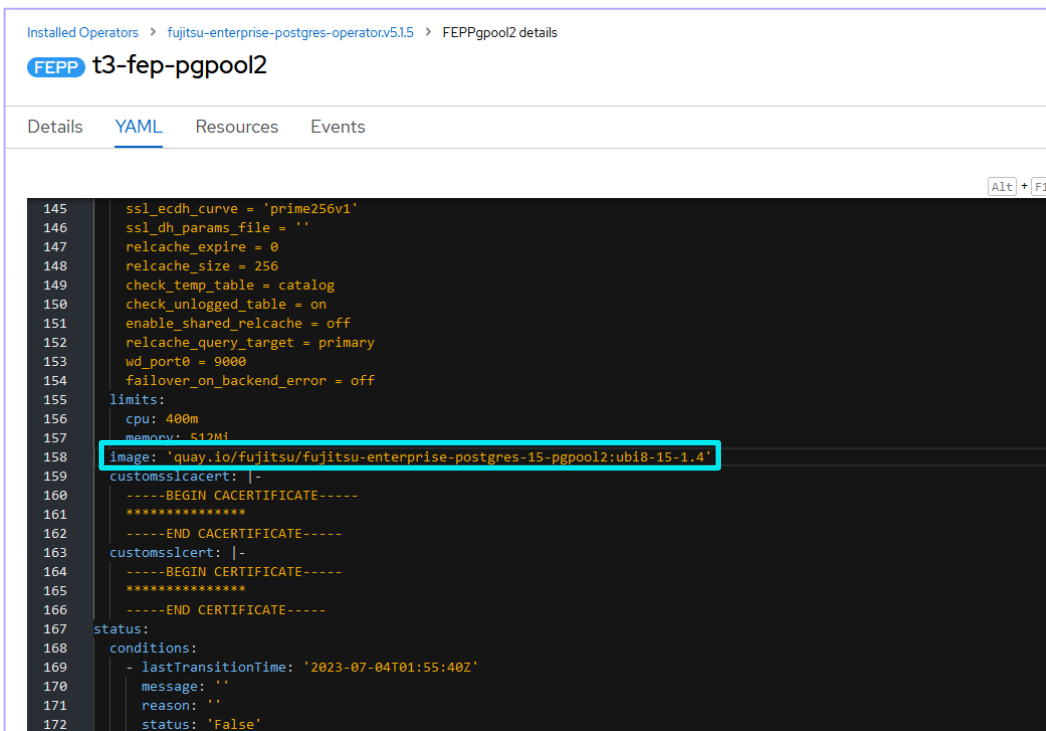 Installed Operators > fujitsu-enterprise-postgres-operator.v5.1.5 > FEPPgpool2 details
FEPP t3-fep-pgpool2
Details YAML Resources Events
Alt + F1
145 ssl_ecdh_curve = 'prime256v1'
146 ssl_dh_params_file = ''
147 relcache_expire = 0
148 relcache_size = 256
149 check_temp_table = catalog
150 check_unlogged_table = on
151 enable_shared_relcache = off
152 relcache_query_target = primary
153 wd_port0 = 9000
154 failover_on_backend_error = off
155 limits:
156 cpu: 400m
157 memory: 512Mi
158 image: 'quay.io/fujitsu/fujitsu-enterprise-postgres-15-pgpool2:ubi8-15-1.4'
159 customsslcacert: |-
160 -----BEGIN CACERTIFICATE-----
161 ***************
162 -----END CACERTIFICATE-----
163 customsslcert: |-
164 -----BEGIN CERTIFICATE-----
165 ***************
166 -----END CERTIFICATE-----
167 status:
168 conditions:
169 - lastTransitionTime: '2023-07-04T01:55:40Z'
170 message: ''
171 reason: ''
172 status: 'False'